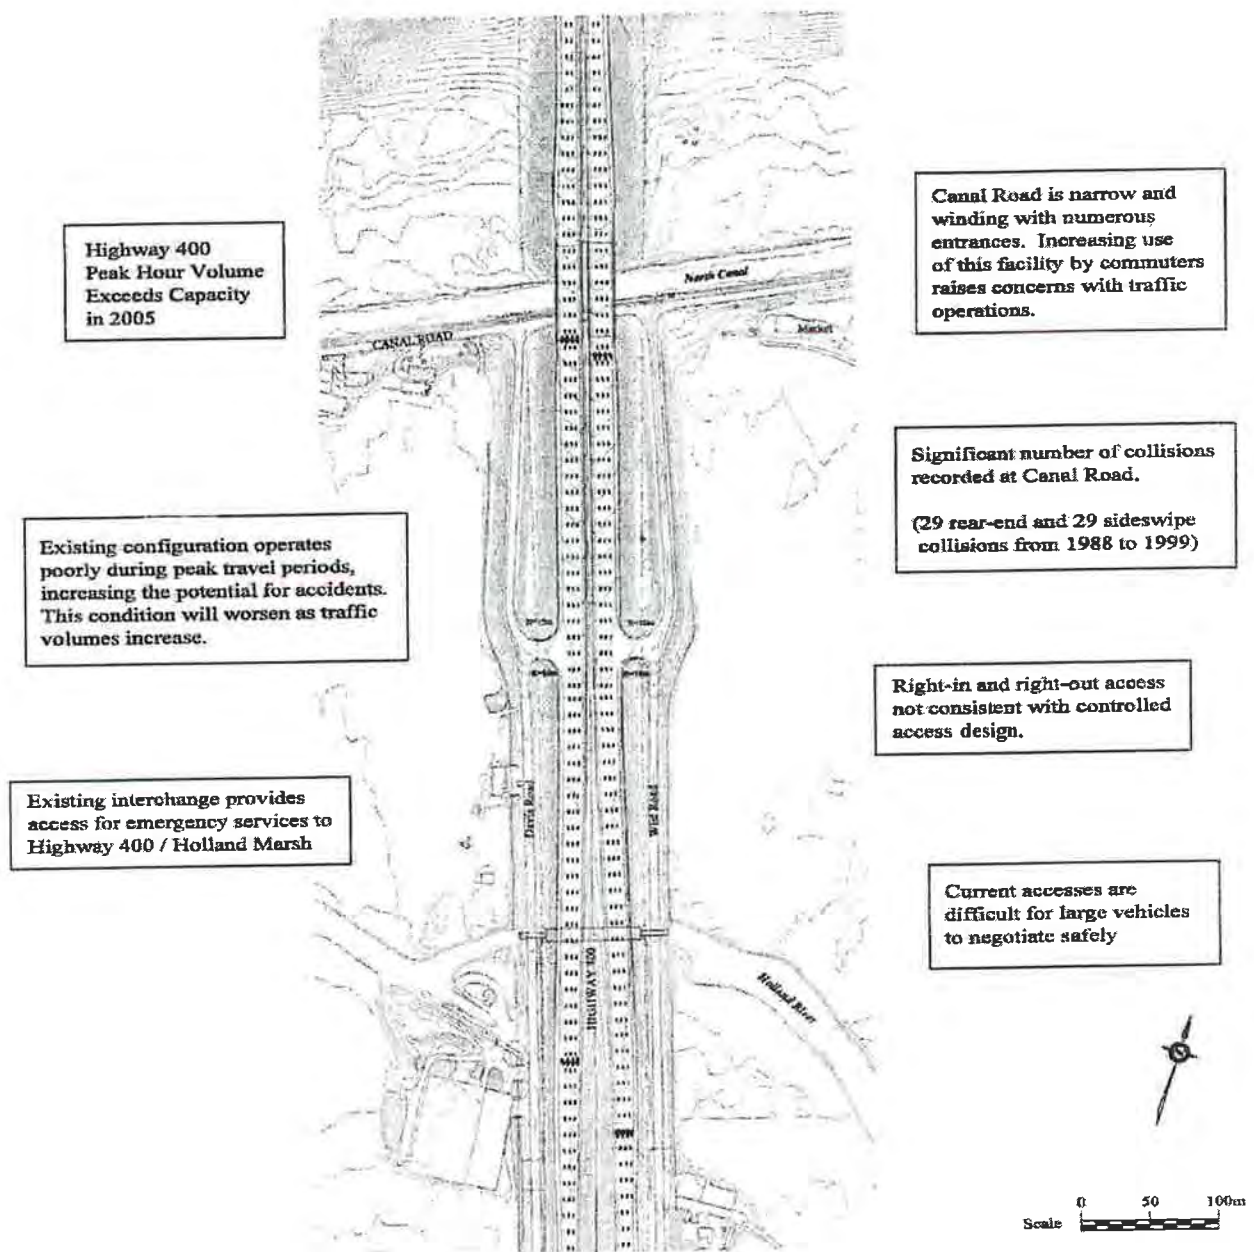 Highway 400
Peak Hour Volume
Exceeds Capacity
in 2005
Canal Road is narrow and
winding with numerous
entrances. Increasing use
of this facility by commuters
raises concerns with traffic
operations.
North Canal
CANAL ROAD
Market
Significant number of collisions
recorded at Canal Road.
(29 rear-end and 29 sideswipe
collisions from 1988 to 1999)
Existing configuration operates
poorly during peak travel periods,
increasing the potential for accidents.
This condition will worsen as traffic
volumes increase.
Right-in and right-out access
not consistent with controlled
access design.
Existing interchange provides
access for emergency services to
Highway 400 / Holland Marsh
Davis Road
Wist Road
Current accesses are
difficult for large vehicles
to negotiate safely
HIGHWAY 400
Holland River
0 50 100m
Scale